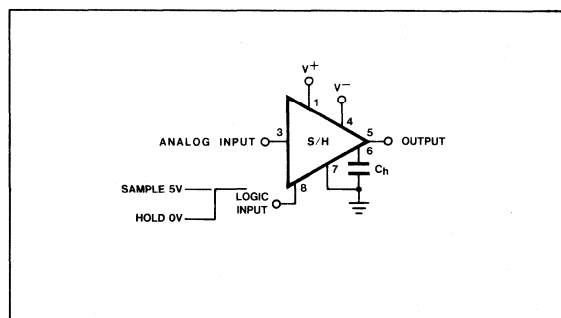 V+
V-
1
4
ANALOG INPUT
3
S/H
5
OUTPUT
6
Ch
7
8
SAMPLE 5V
LOGIC
INPUT
HOLD 0V